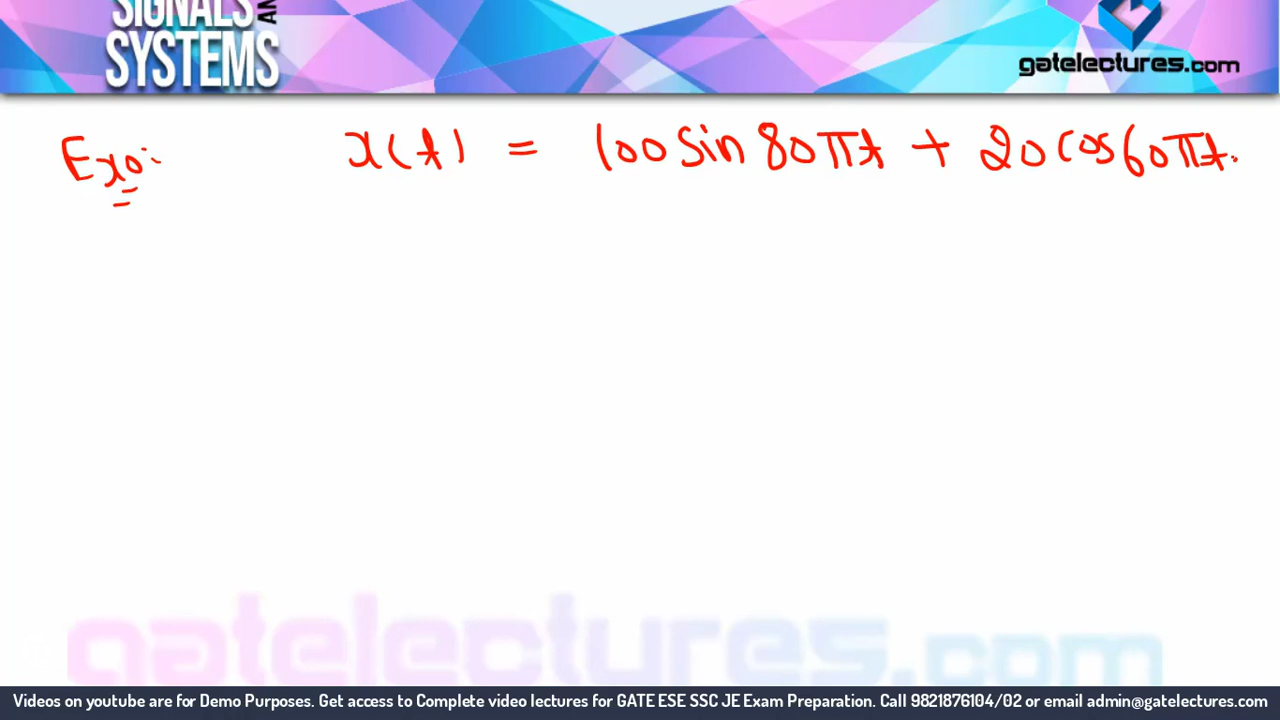 SIGNALS AND
SYSTEMS
gatelectures.com
Exo:
x(t) = 100 sin 80πt + 20 cos 60πt.
gatelectures.com
Videos on youtube are for Demo Purposes. Get access to Complete video lectures for GATE ESE SSC JE Exam Preparation. Call 9821876104/02 or email admin@gatelectures.com